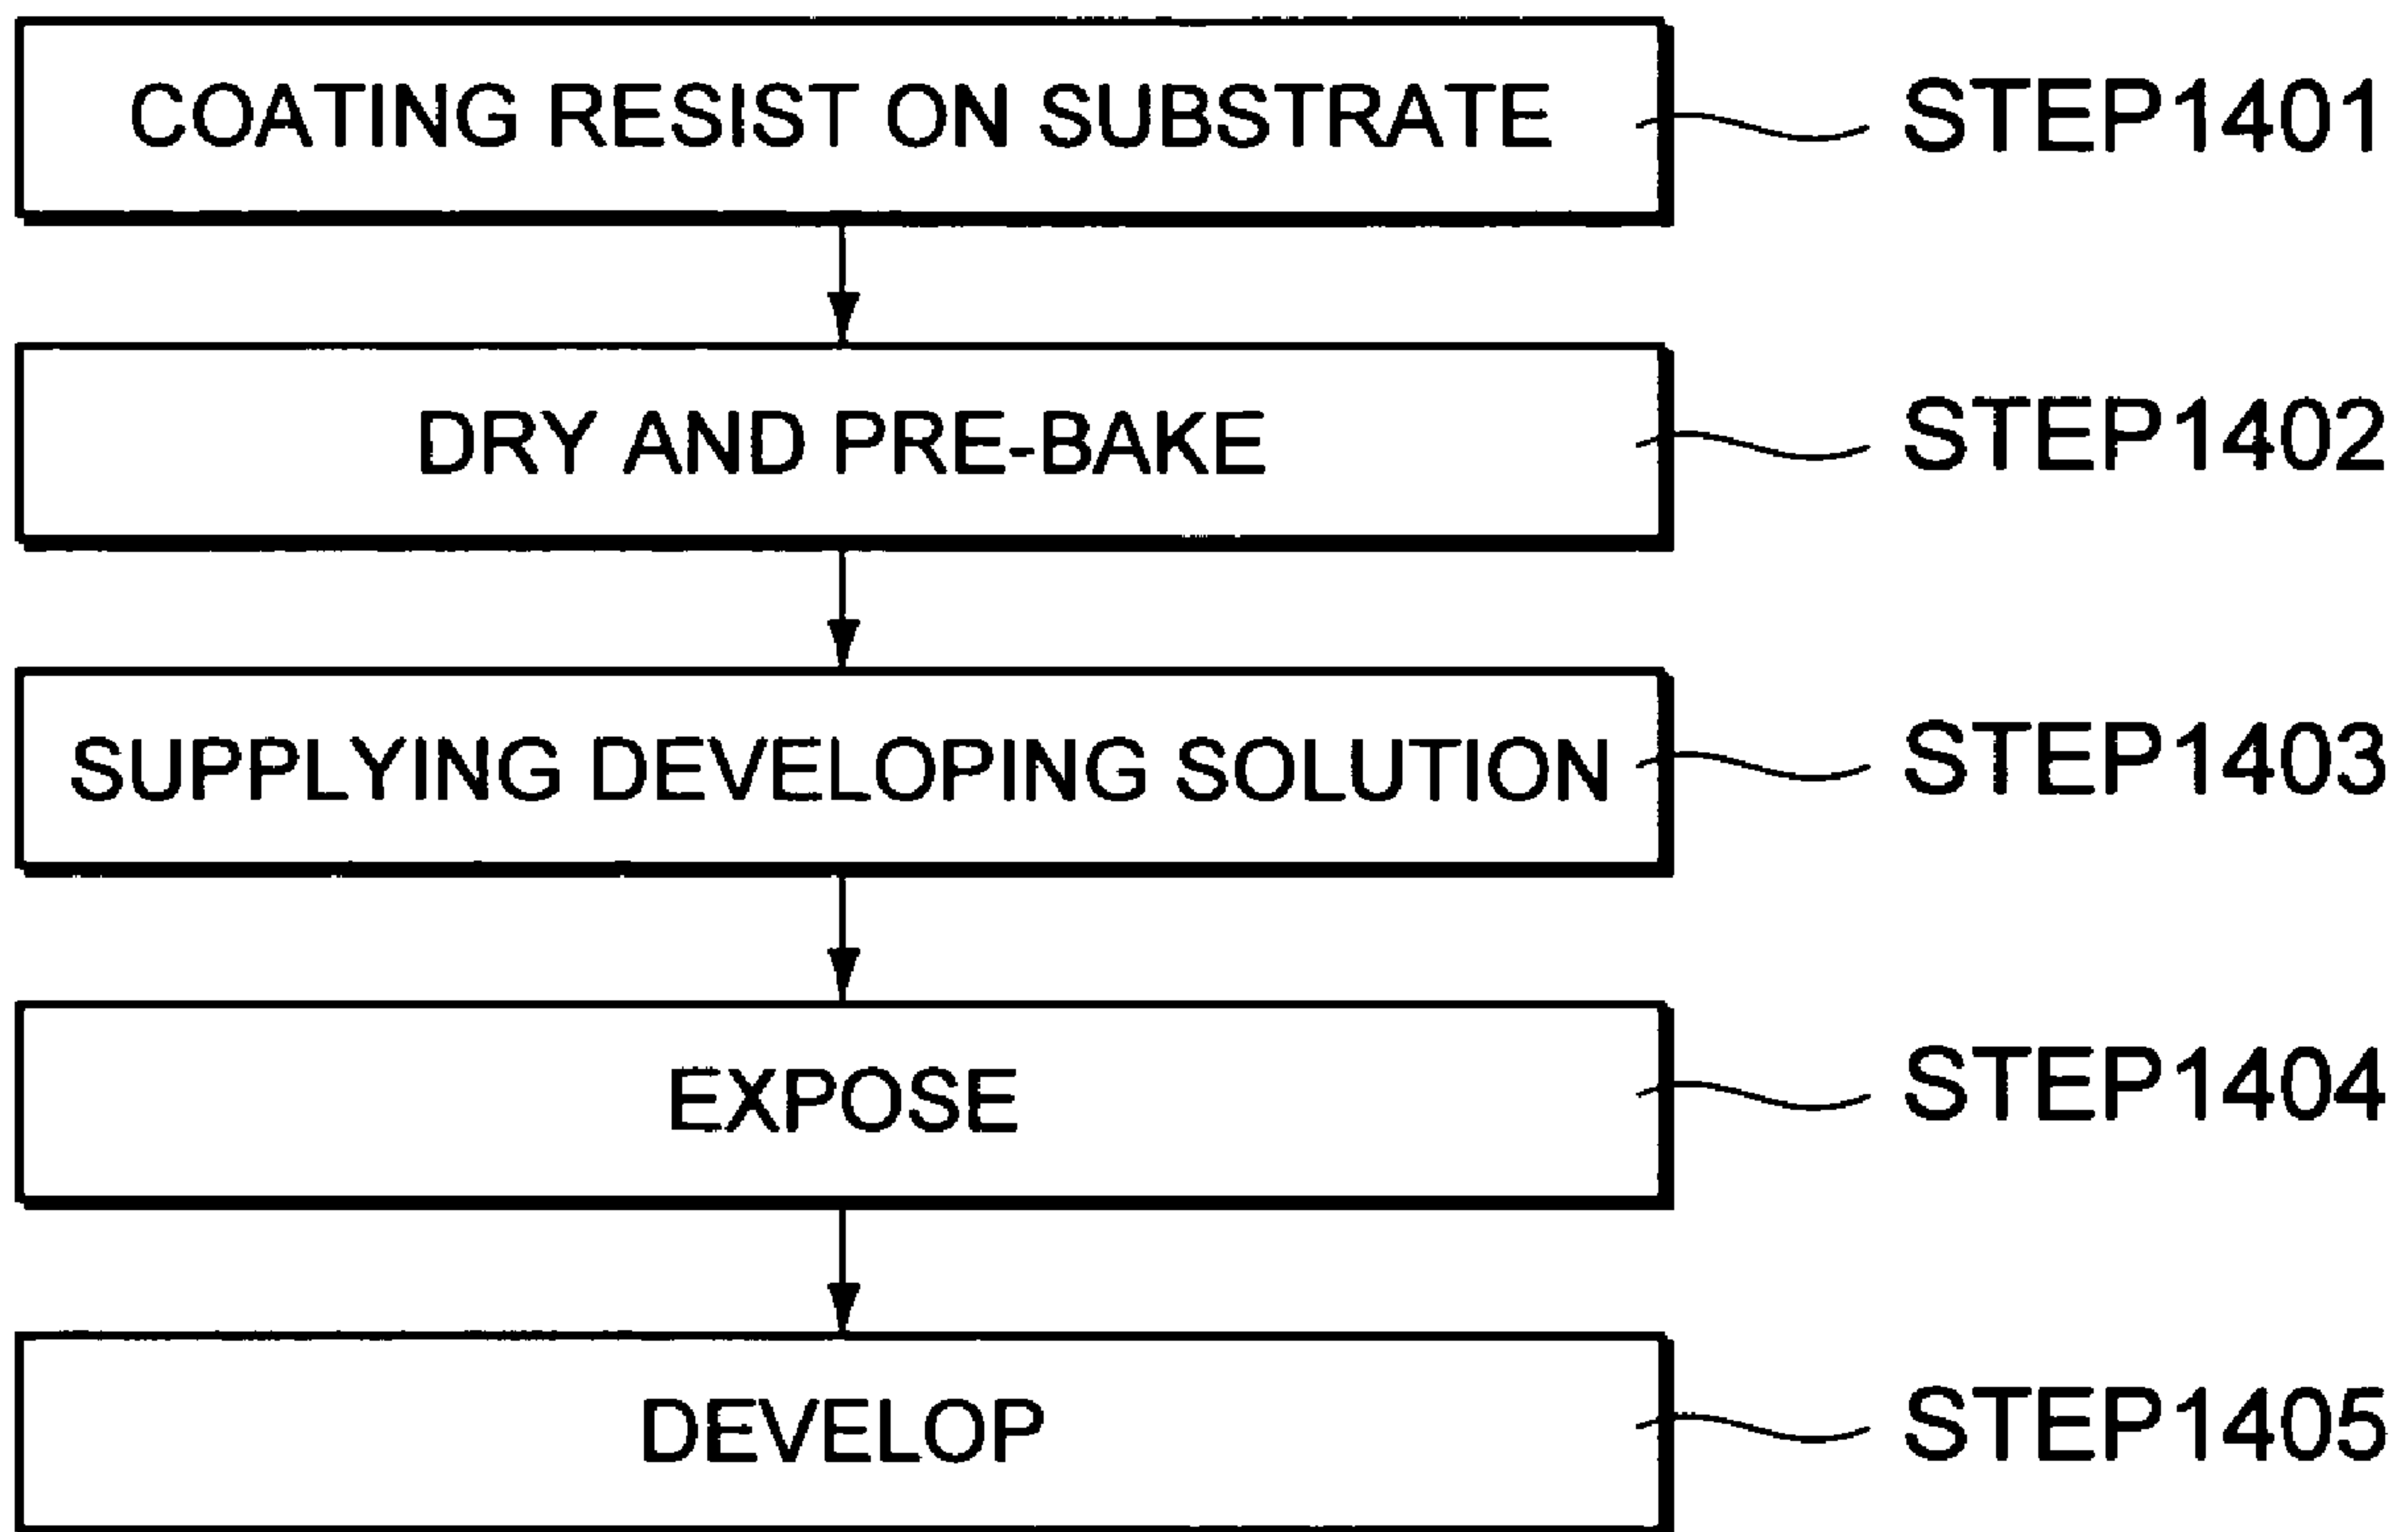 COATING RESIST ON SUBSTRATE STEP1401
DRY AND PRE-BAKE STEP1402
SUPPLYING DEVELOPING SOLUTION STEP1403
EXPOSE STEP1404
DEVELOP STEP1405